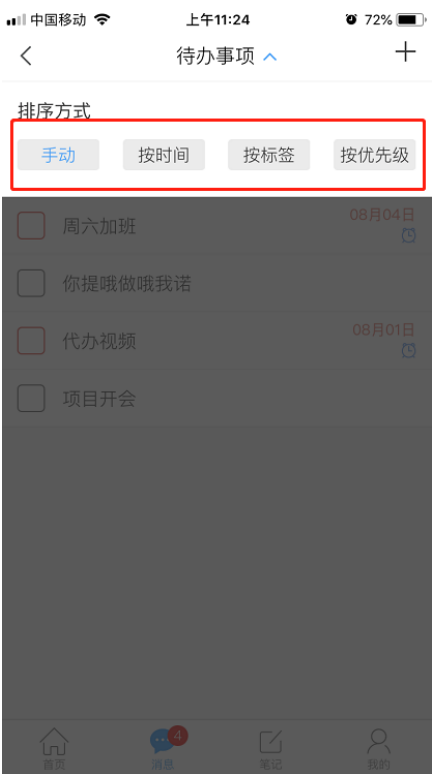 中国移动 上午11:24 72%
待办事项
排序方式
手动 按时间 按标签 按优先级
周六加班 08月04日
你提哦做哦我诺
代办视频 08月01日
项目开会
4
首页 消息 笔记 我的